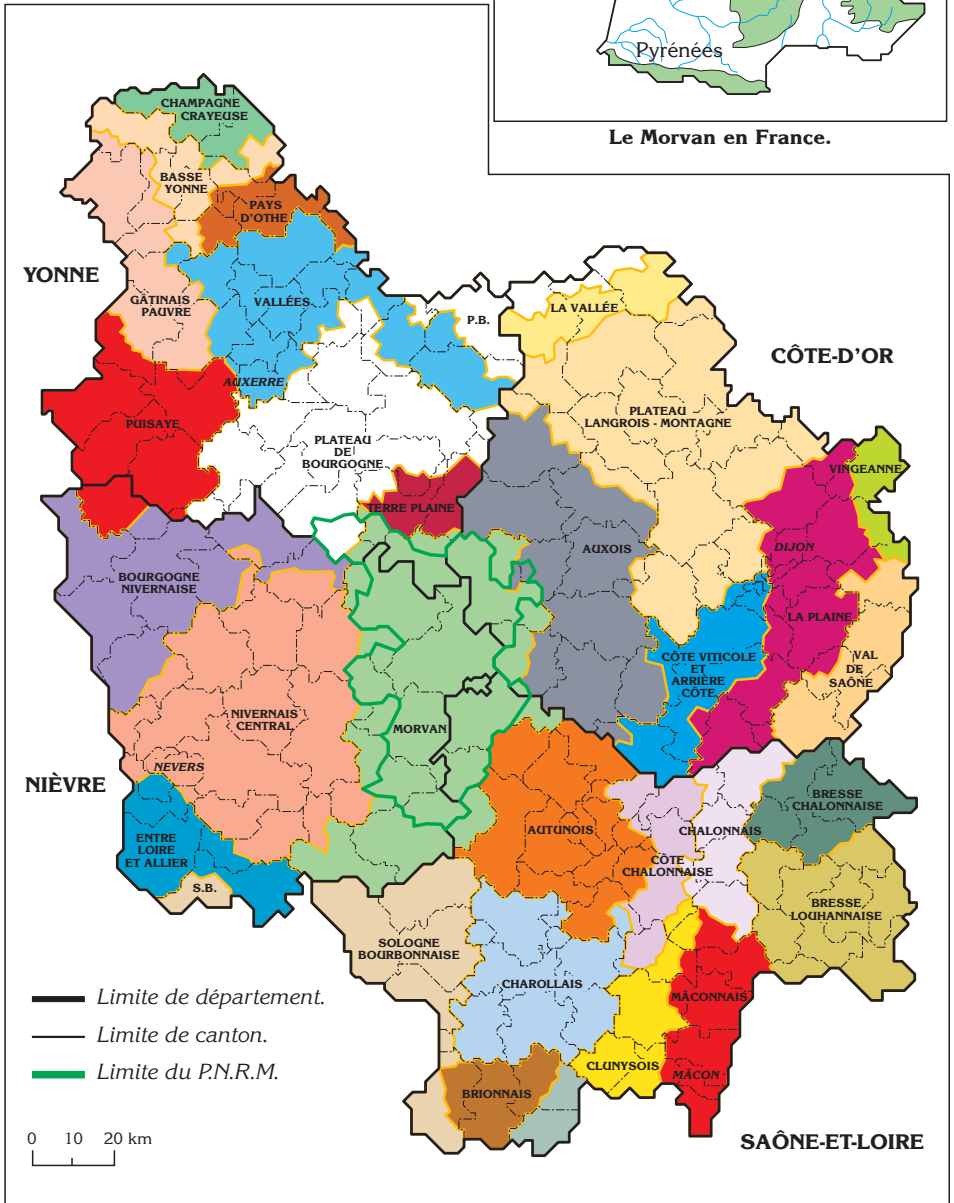 Pyrénées
Le Morvan en France.
CHAMPAGNE
CRAYEUSE
BASSE
YONNE
PAYS
D'OTHE
YONNE
GÂTINAIS
PAUVRE
VALLÉES
P.B.
LA VALLÉE
CÔTE-D'OR
AUXERRE
PUISAYE
PLATEAU
DE
BOURGOGNE
PLATEAU
LANGROIS - MONTAGNE
VINGEANNE
TERRE PLAINE
AUXOIS
DIJON
BOURGOGNE
NIVERNAISE
LA PLAINE
CÔTE VITICOLE
ET
ARRIÈRE
CÔTE
VAL
DE
SAÔNE
NIVERNAIS
CENTRAL
MORVAN
NEVERS
NIÈVRE
ENTRE
LOIRE
ET ALLIER
S.B.
AUTUNOIS
CHALONNAIS
CÔTE
CHALONNAISE
BRESSE
CHALONNAISE
BRESSE
LOUHANNAISE
SOLOGNE
BOURBONNAISE
CHAROLLAIS
MÂCONNAIS
CLUNYSOIS
MÂCON
BRIONNAIS
Limite de département.
Limite de canton.
Limite du P.N.R.M.
0 10 20 km
SAÔNE-ET-LOIRE